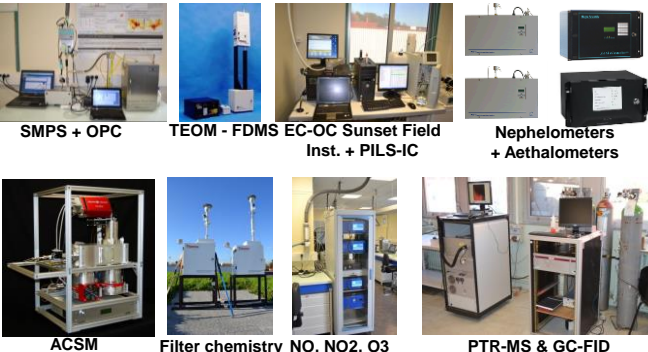 SMPS + OPC
TEOM - FDMS EC-OC Sunset Field
Inst. + PILS-IC
Nephelometers
+ Aethalometers
ACSM
Filter chemistry NO, NO2, O3
PTR-MS & GC-FID